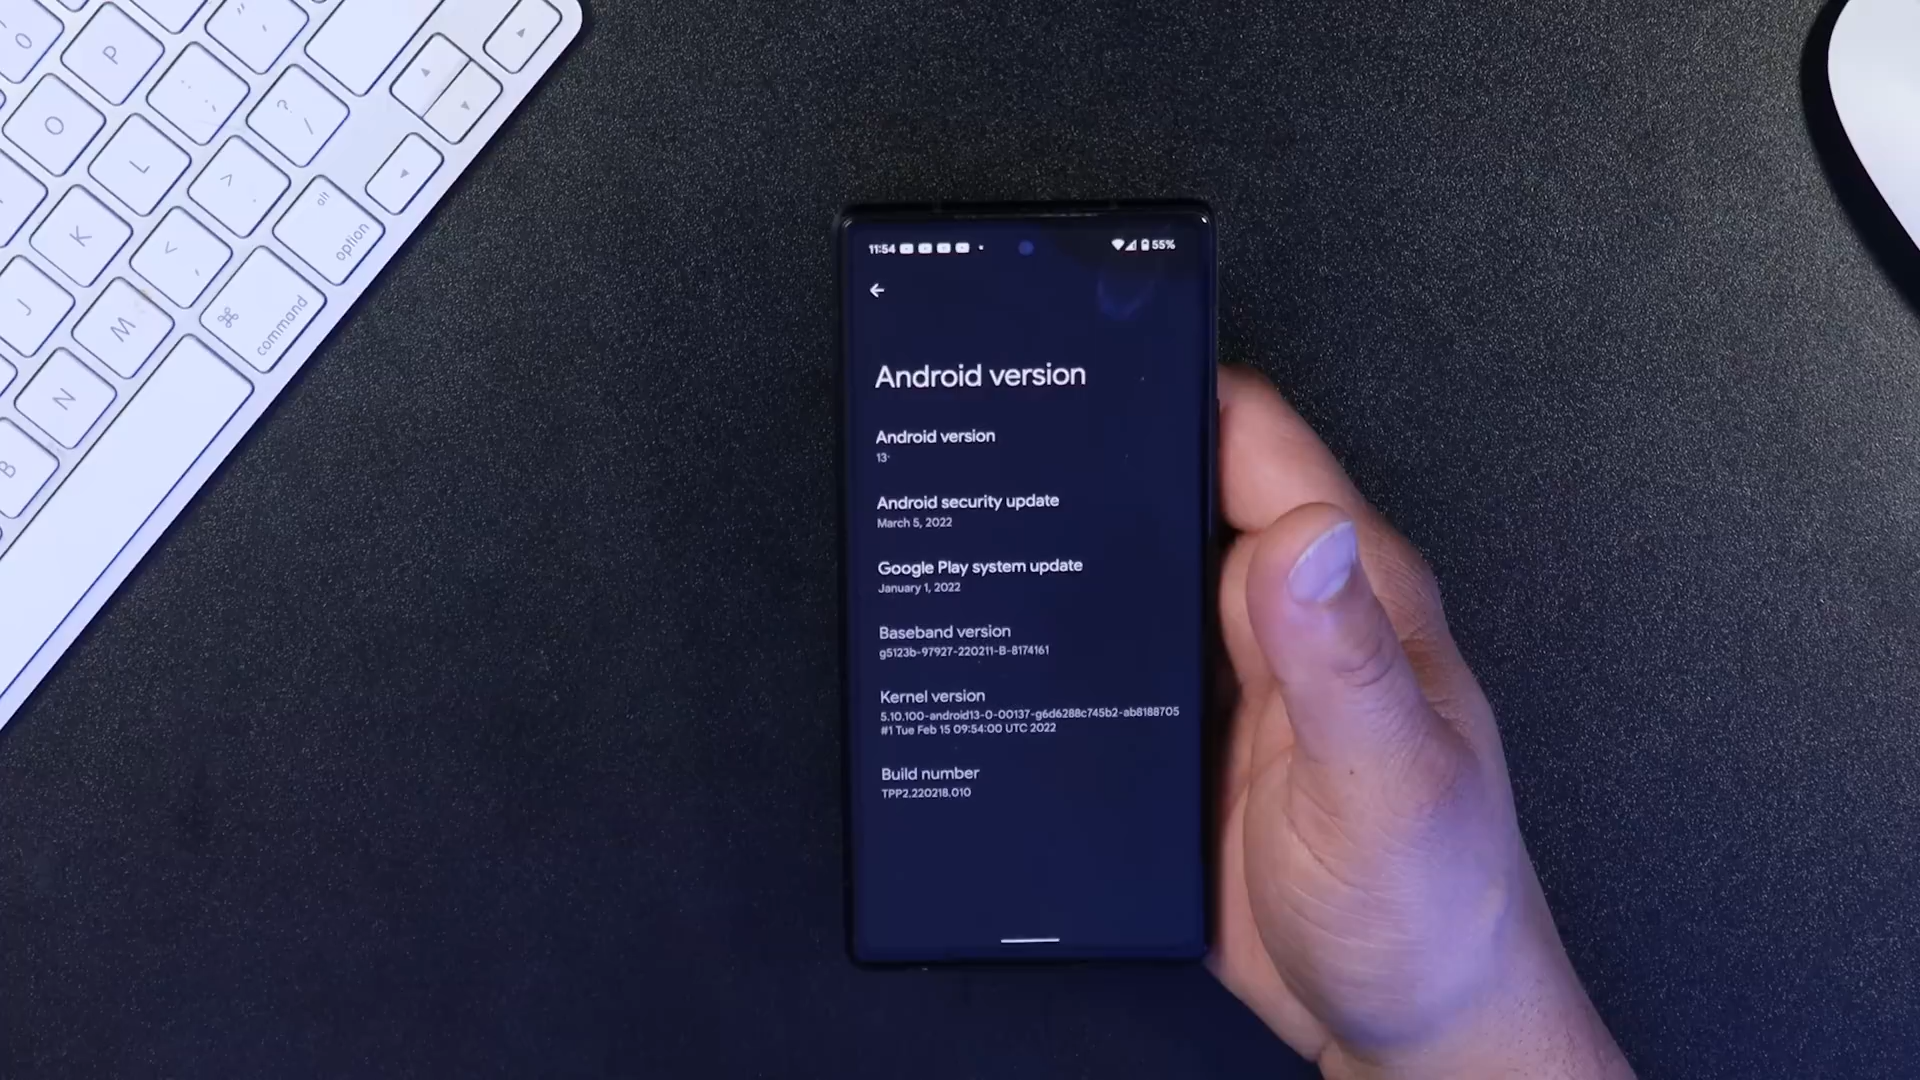 11:54
55%
Android version
Android version
13
Android security update
March 5, 2022
Google Play system update
January 1, 2022
Baseband version
g5123b-97927-220211-B-8174161
Kernel version
5.10.100-android13-0-00137-g6d6288c745b2-ab8188705
#1 Tue Feb 15 09:54:00 UTC 2022
Build number
TPP2.220218.010
P
O
L
K
J
M
N
B
? /
alt
option
command